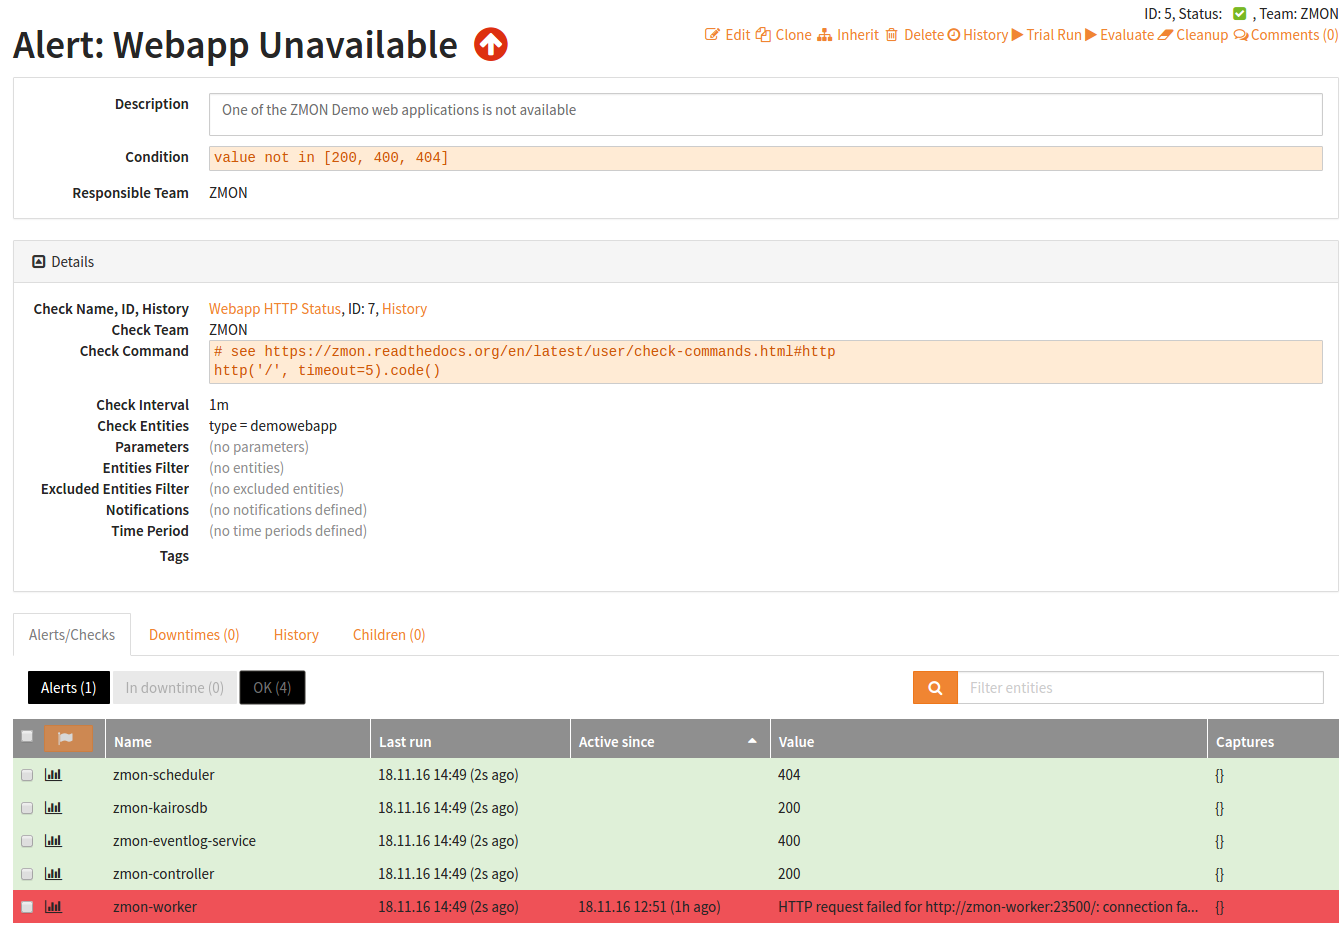 ID: 5, Status: , Team: ZMON
Alert: Webapp Unavailable
Edit Clone Inherit Delete History Trial Run Evaluate Cleanup Comments (0)
Description One of the ZMON Demo web applications is not available
Condition value not in [200, 400, 404]
Responsible Team ZMON
Details
Check Name, ID, History Webapp HTTP Status, ID: 7, History
Check Team ZMON
Check Command # see https://zmon.readthedocs.org/en/latest/user/check-commands.html#http
http('/', timeout=5).code()
Check Interval 1m
Check Entities type = demowebapp
Parameters (no parameters)
Entities Filter (no entities)
Excluded Entities Filter (no excluded entities)
Notifications (no notifications defined)
Time Period (no time periods defined)
Tags
Alerts/Checks Downtimes (0) History Children (0)
Alerts (1) In downtime (0) OK (4) Filter entities
Name Last run Active since Value Captures
zmon-scheduler 18.11.16 14:49 (2s ago) 404 {}
zmon-kairosdb 18.11.16 14:49 (2s ago) 200 {}
zmon-eventlog-service 18.11.16 14:49 (2s ago) 400 {}
zmon-controller 18.11.16 14:49 (2s ago) 200 {}
zmon-worker 18.11.16 14:49 (2s ago) 18.11.16 12:51 (1h ago) HTTP request failed for http://zmon-worker:23500/: connection fa... {}